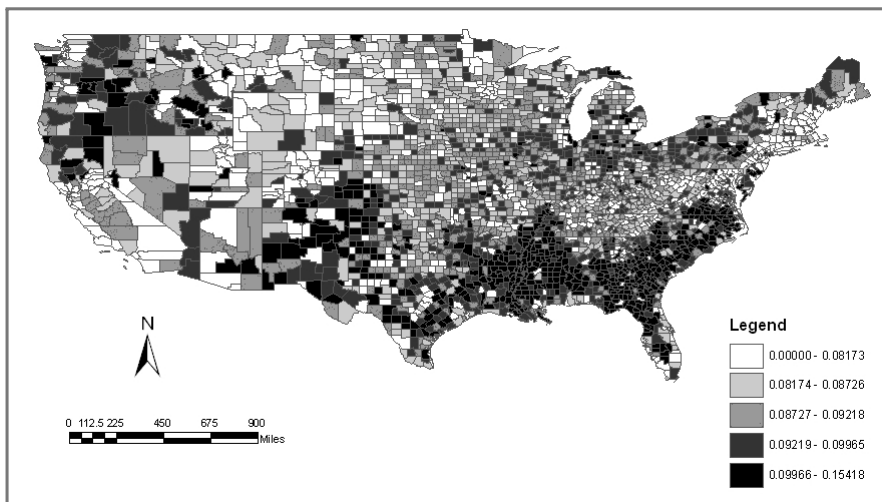 N
0 112.5 225 450 675 900
Miles
Legend
0.00000 - 0.08173
0.08174 - 0.08726
0.08727 - 0.09218
0.09219 - 0.09965
0.09966 - 0.15418